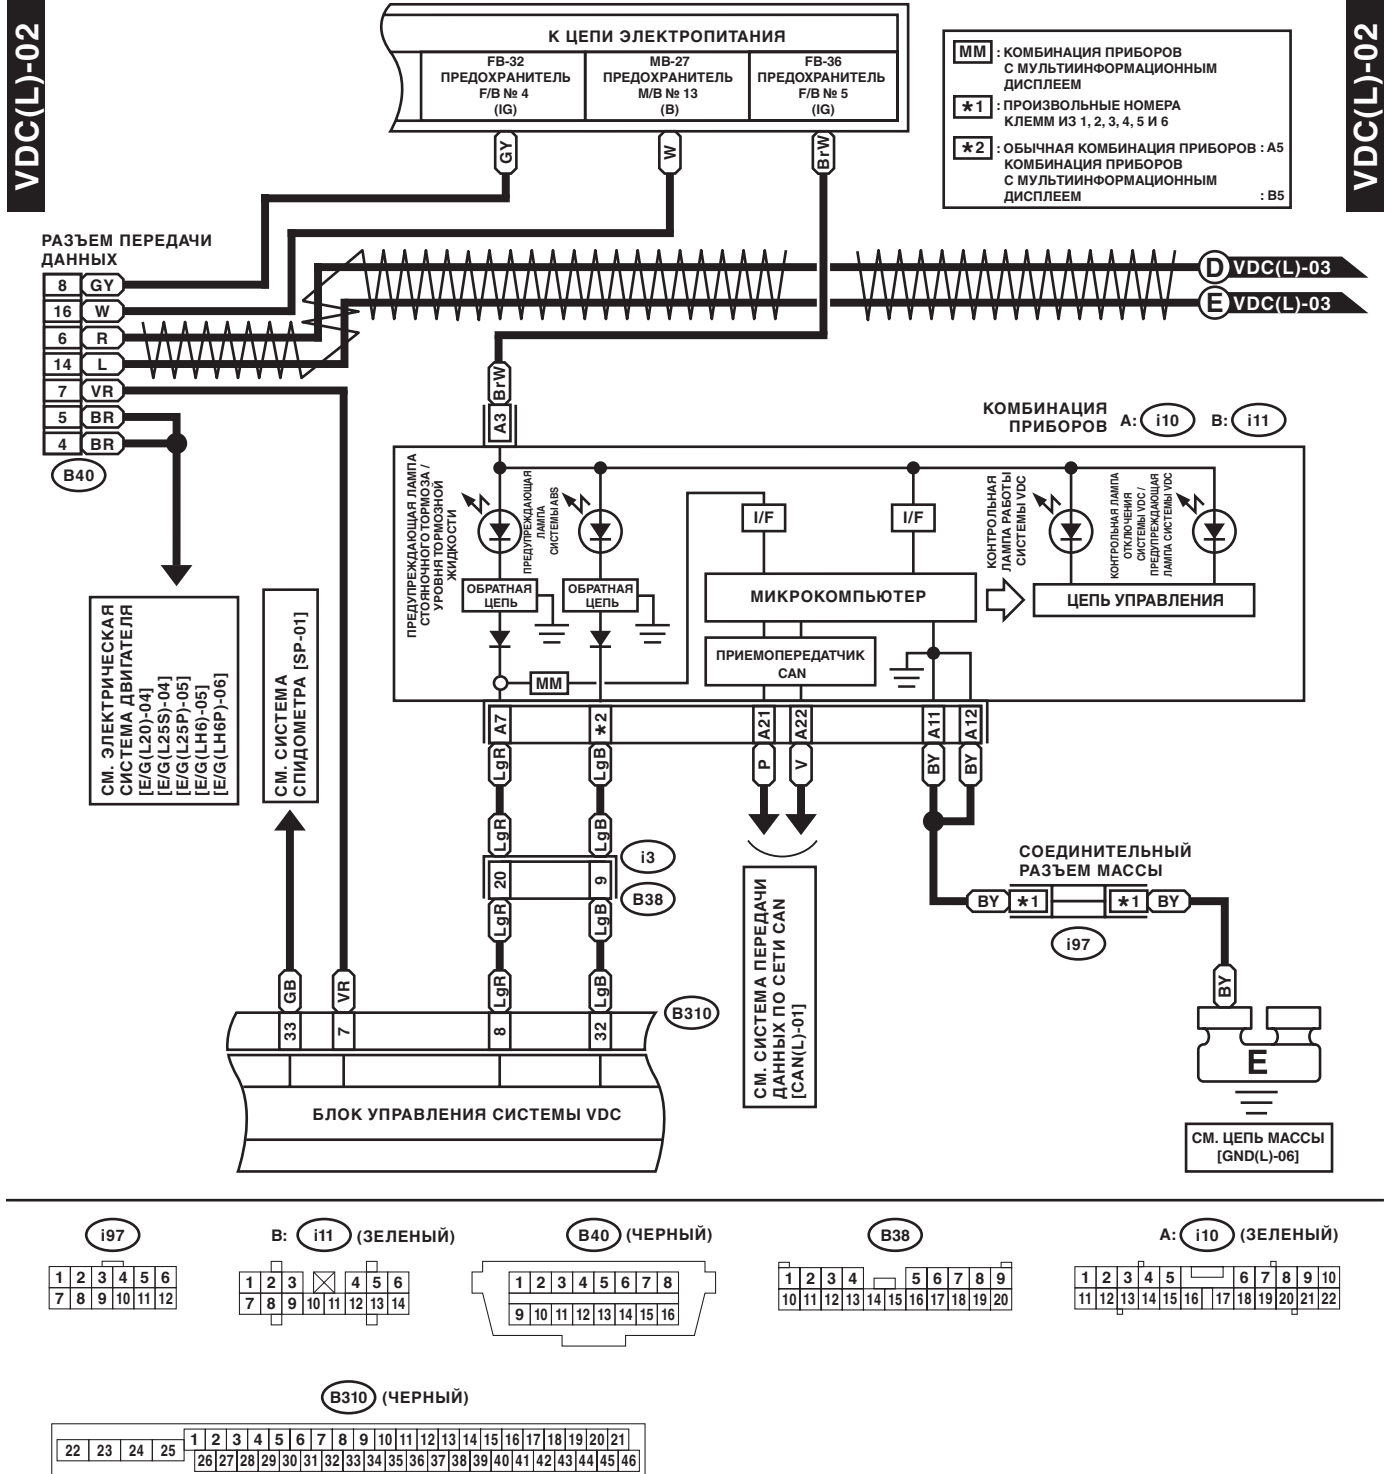 VDC(L)-02
VDC(L)-02
К ЦЕПИ ЭЛЕКТРОПИТАНИЯ
FB-32
ПРЕДОХРАНИТЕЛЬ
F/B № 4
(IG)
MB-27
ПРЕДОХРАНИТЕЛЬ
M/B № 13
(B)
FB-36
ПРЕДОХРАНИТЕЛЬ
F/B № 5
(IG)
MM : КОМБИНАЦИЯ ПРИБОРОВ
С МУЛЬТИИНФОРМАЦИОННЫМ
ДИСПЛЕЕМ
*1 : ПРОИЗВОЛЬНЫЕ НОМЕРА
КЛЕММ ИЗ 1, 2, 3, 4, 5 И 6
*2 : ОБЫЧНАЯ КОМБИНАЦИЯ ПРИБОРОВ : A5
КОМБИНАЦИЯ ПРИБОРОВ
С МУЛЬТИИНФОРМАЦИОННЫМ
ДИСПЛЕЕМ : B5
GY
W
BrW
РАЗЪЕМ ПЕРЕДАЧИ
ДАННЫХ
8 GY
16 W
6 R
14 L
7 VR
5 BR
4 BR
B40
D VDC(L)-03
E VDC(L)-03
BrW
A3
КОМБИНАЦИЯ
ПРИБОРОВ
A: i10 B: i11
ПРЕДУПРЕЖДАЮЩАЯ ЛАМПА
СТОЯНОЧНОГО ТОРМОЗА /
УРОВНЯ ТОРМОЗНОЙ
ЖИДКОСТИ
ПРЕДУПРЕЖДАЮЩАЯ
ЛАМПА
СИСТЕМЫ ABS
I/F
I/F
КОНТРОЛЬНАЯ
ЛАМПА РАБОТЫ
СИСТЕМЫ VDC
КОНТРОЛЬНАЯ ЛАМПА
ОТКЛЮЧЕНИЯ
СИСТЕМЫ VDC /
ПРЕДУПРЕЖДАЮЩАЯ
ЛАМПА СИСТЕМЫ VDC
ОБРАТНАЯ
ЦЕПЬ
ОБРАТНАЯ
ЦЕПЬ
МИКРОКОМПЬЮТЕР
ЦЕПЬ УПРАВЛЕНИЯ
ПРИЕМОПЕРЕДАТЧИК
CAN
MM
A7
*2
A21
A22
A11
A12
LgR
LgB
P
V
BY
BY
СМ. ЭЛЕКТРИЧЕСКАЯ
СИСТЕМА ДВИГАТЕЛЯ
[E/G(L20)-04]
[E/G(L25S)-04]
[E/G(L25P)-05]
[E/G(LH6)-05]
[E/G(LH6P)-06]
СМ. СИСТЕМА
СПИДОМЕТРА [SP-01]
LgR
LgB
20
9
i3
B38
LgR
LgB
СМ. СИСТЕМА ПЕРЕДАЧИ
ДАННЫХ ПО СЕТИ CAN
[CAN(L)-01]
СОЕДИНИТЕЛЬНЫЙ
РАЗЪЕМ МАССЫ
BY *1 *1 BY
i97
BY
E
СМ. ЦЕПЬ МАССЫ
[GND(L)-06]
GB
VR
LgR
LgB
B310
33
7
8
32
БЛОК УПРАВЛЕНИЯ СИСТЕМЫ VDC
i97
1 2 3 4 5 6
7 8 9 10 11 12
B: i11 (ЗЕЛЕНЫЙ)
1 2 3 4 5 6
7 8 9 10 11 12 13 14
B40 (ЧЕРНЫЙ)
1 2 3 4 5 6 7 8
9 10 11 12 13 14 15 16
B38
1 2 3 4 5 6 7 8 9
10 11 12 13 14 15 16 17 18 19 20
A: i10 (ЗЕЛЕНЫЙ)
1 2 3 4 5 6 7 8 9 10
11 12 13 14 15 16 17 18 19 20 21 22
B310 (ЧЕРНЫЙ)
1 2 3 4 5 6 7 8 9 10 11 12 13 14 15 16 17 18 19 20 21
22 23 24 25
26 27 28 29 30 31 32 33 34 35 36 37 38 39 40 41 42 43 44 45 46